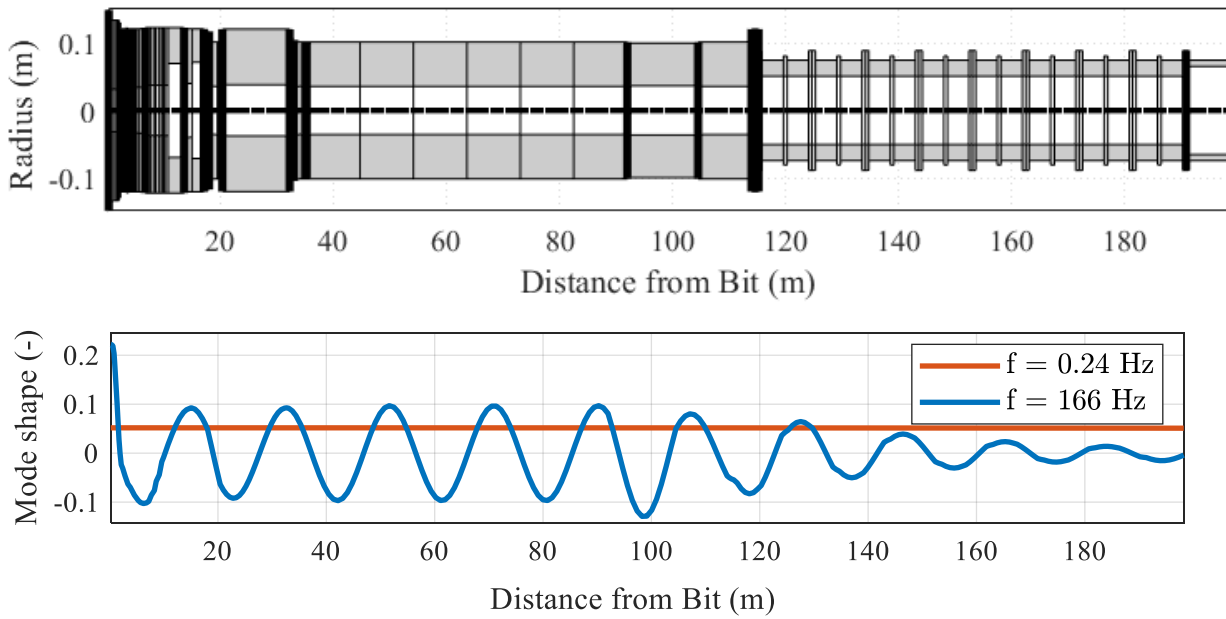 0.1
0
-0.1
Radius (m)
20 40 60 80 100 120 140 160 180
Distance from Bit (m)
0.2
0.1
0
-0.1
Mode shape (-)
f = 0.24 Hz
f = 166 Hz
20 40 60 80 100 120 140 160 180
Distance from Bit (m)